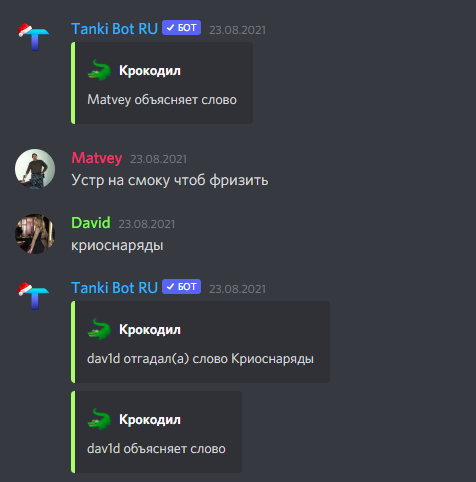 Tanki Bot RU ✓ БОТ 23.08.2021
Крокодил
Matvey объясняет слово
Matvey 23.08.2021
Устр на смоку чтоб фризить
David 23.08.2021
криоснаряды
Tanki Bot RU ✓ БОТ 23.08.2021
Крокодил
dav1d отгадал(а) слово Криоснаряды
Крокодил
dav1d объясняет слово